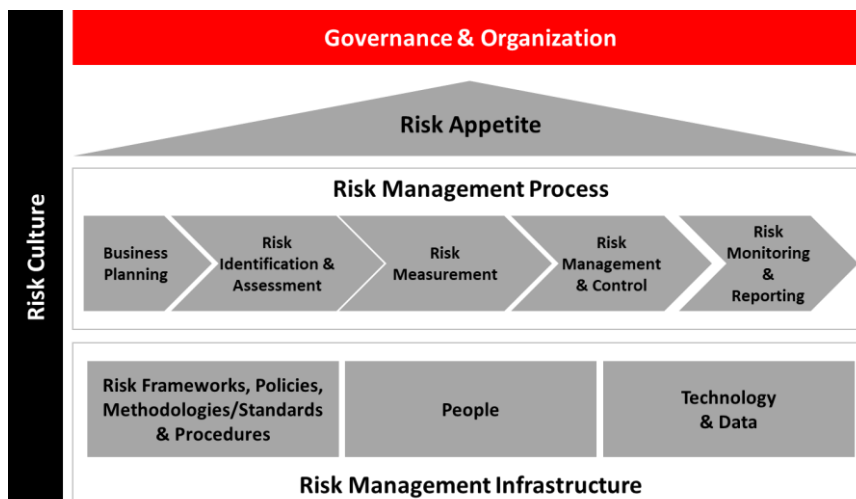 Governance & Organization
Risk Appetite
Risk Culture
Risk Management Process
Business
Planning
Risk
Identification &
Assessment
Risk
Measurement
Risk
Management
& Control
Risk
Monitoring
&
Reporting
Risk Frameworks, Policies,
Methodologies/Standards
& Procedures
People
Technology
& Data
Risk Management Infrastructure